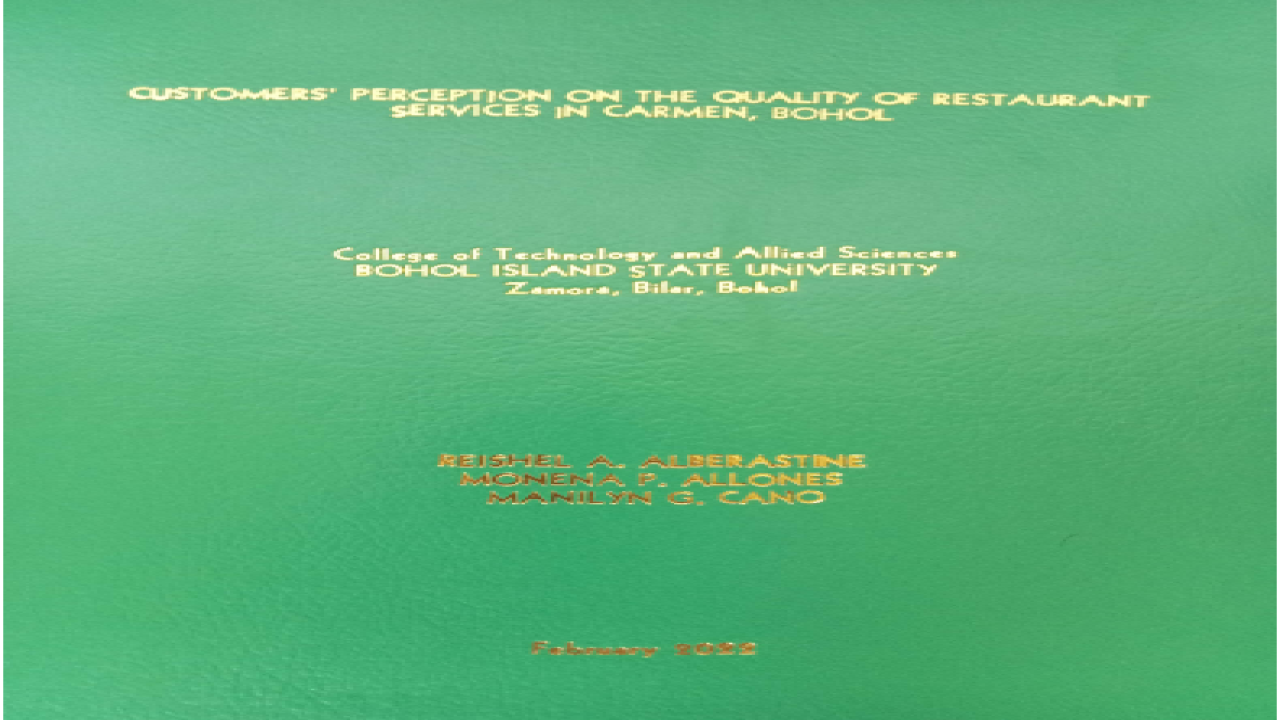 CUSTOMERS' PERCEPTION ON THE QUALITY OF RESTAURANT
SERVICES IN CARMEN, BOHOL
College of Technology and Allied Sciences
BOHOL ISLAND STATE UNIVERSITY
Zamora, Bilar, Bohol
REISHEL A. ALBERASTINE
MONENA P. ALLONES
MANILYN G. CANO
February 2022